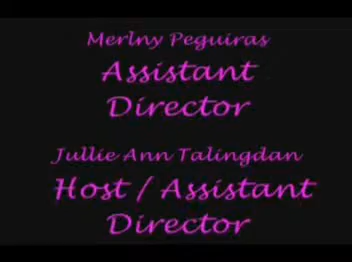 Merlny Peguiras
Assistant
Director
Jullie Ann Talingdan
Host / Assistant
Director